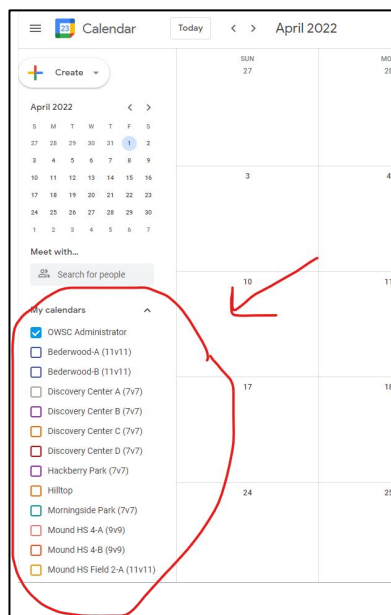 23 Calendar Today < > April 2022
Create
April 2022 < >
S M T W T F S
27 28 29 30 31 1 2
3 4 5 6 7 8 9
10 11 12 13 14 15 16
17 18 19 20 21 22 23
24 25 26 27 28 29 30
1 2 3 4 5 6 7
Meet with...
Search for people
My calendars
OWSC Administrator
Bederwood-A (11v11)
Bederwood-B (11v11)
Discovery Center A (7v7)
Discovery Center B (7v7)
Discovery Center C (7v7)
Discovery Center D (7v7)
Hackberry Park (7v7)
Hilltop
Morningside Park (7v7)
Mound HS 4-A (9v9)
Mound HS 4-B (9v9)
Mound HS Field 2-A (11v11)
SUN MO
27 28
3 4
10 11
17 18
24 25